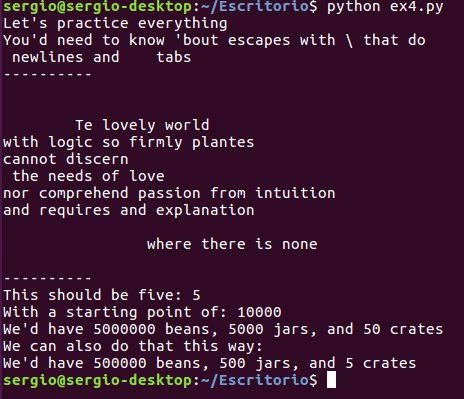 sergio@sergio-desktop:~/Escritorio$ python ex4.py
Let's practice everything
You'd need to know 'bout escapes with \ that do
 newlines and    tabs
----------
        Te lovely world
with logic so firmly plantes
cannot discern
 the needs of love
nor comprehend passion from intuition
and requires and explanation
                where there is none
----------
This should be five: 5
With a starting point of: 10000
We'd have 5000000 beans, 5000 jars, and 50 crates
We can also do that this way:
We'd have 500000 beans, 500 jars, and 5 crates
sergio@sergio-desktop:~/Escritorio$